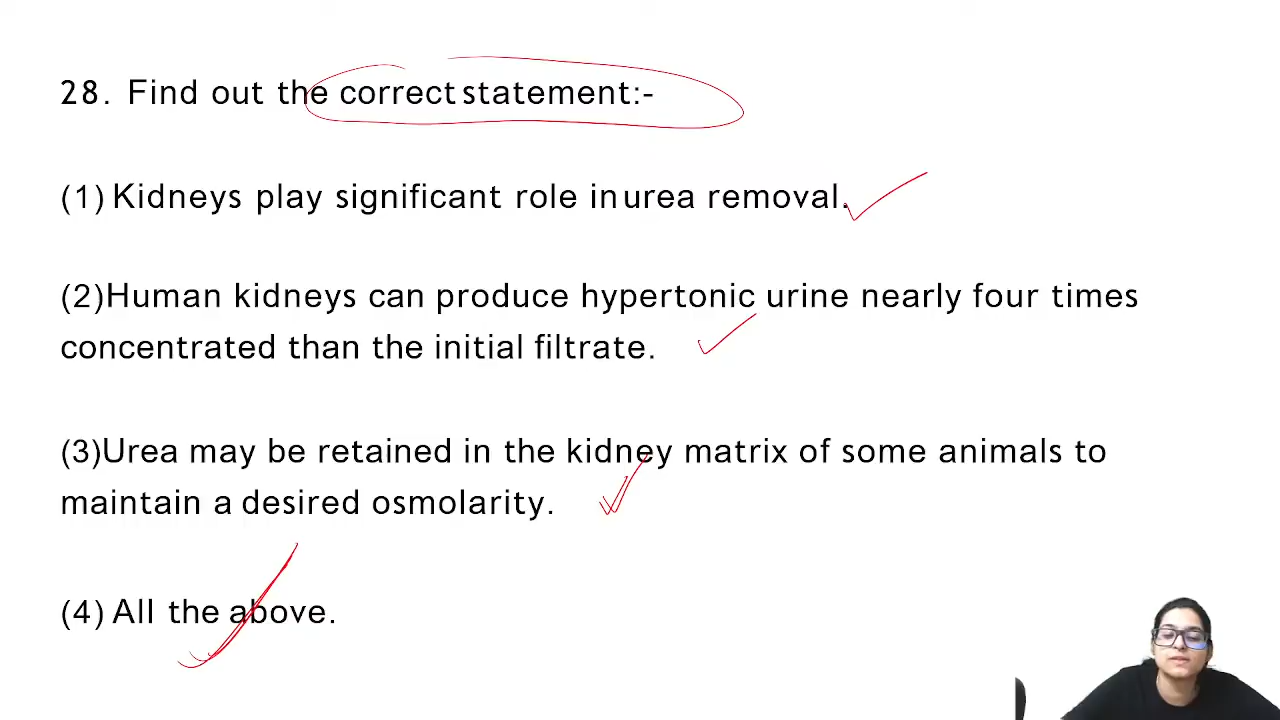 28. Find out the correct statement:-
(1) Kidneys play significant role in urea removal.
(2)Human kidneys can produce hypertonic urine nearly four times
concentrated than the initial filtrate.
(3)Urea may be retained in the kidney matrix of some animals to
maintain a desired osmolarity.
(4) All the above.